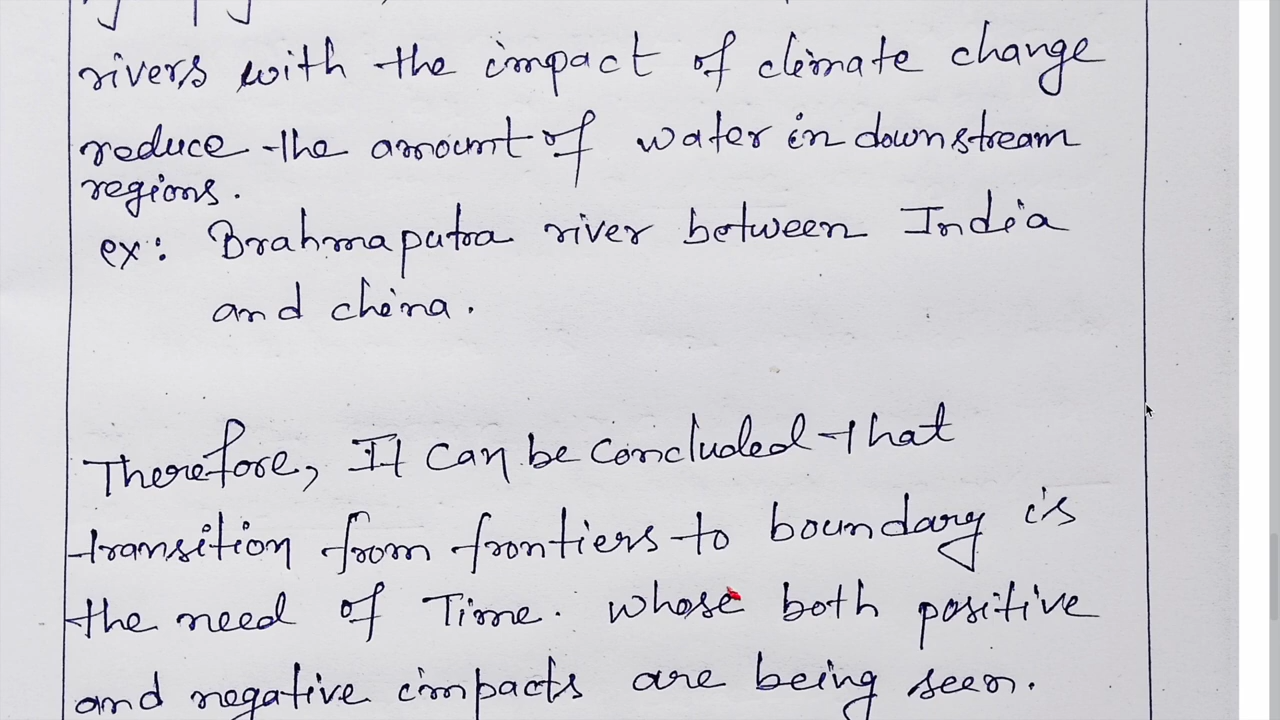 rivers with the impact of climate change
reduce the amount of water in downstream
regions.
ex: Brahmaputra river between India
and china.
Therefore, It can be concluded that
transition from frontiers to boundary is
the need of Time. whose both positive
and negative impacts are being seen.